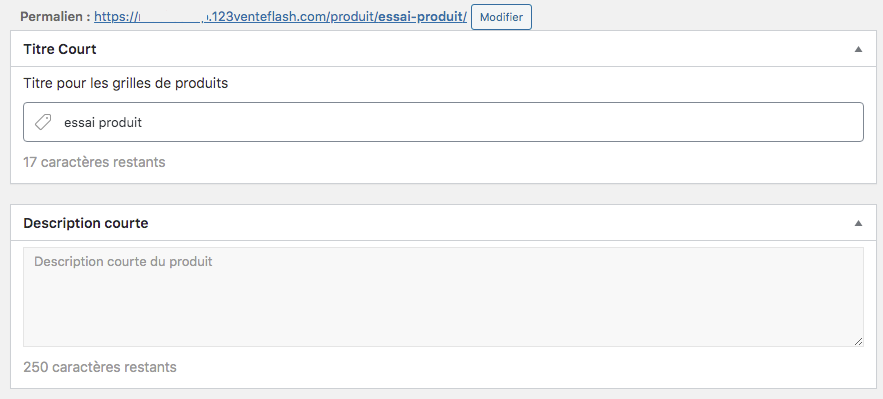 Permalien : https:// .123venteflash.com/produit/essai-produit/ Modifier
Titre Court
Titre pour les grilles de produits
essai produit
17 caractères restants
Description courte
Description courte du produit
250 caractères restants